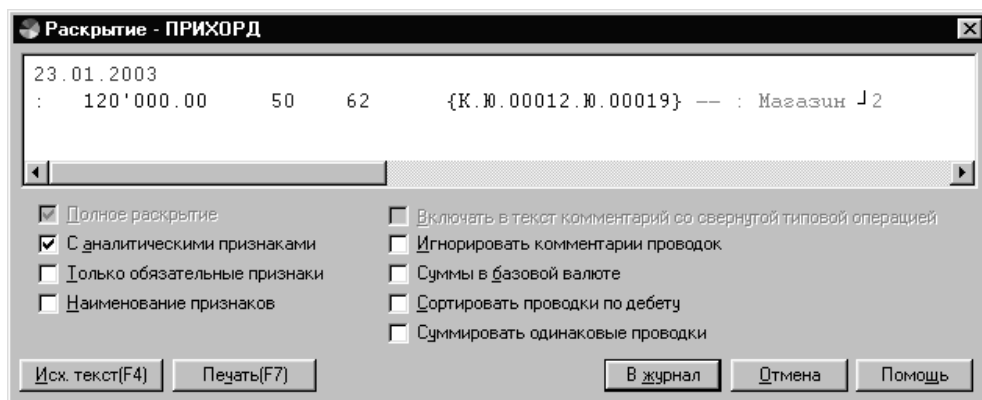 Раскрытие - ПРИХОРД
23.01.2003
: 120'000.00 50 62 {К.Ю.00012.Ю.00019} –– : Магазин ┘2
Полное раскрытие
С аналитическими признаками
Только обязательные признаки
Наименование признаков
Включать в текст комментарий со свернутой типовой операцией
Игнорировать комментарии проводок
Суммы в базовой валюте
Сортировать проводки по дебету
Суммировать одинаковые проводки
Исх. текст(F4) Печать(F7) В журнал Отмена Помощь